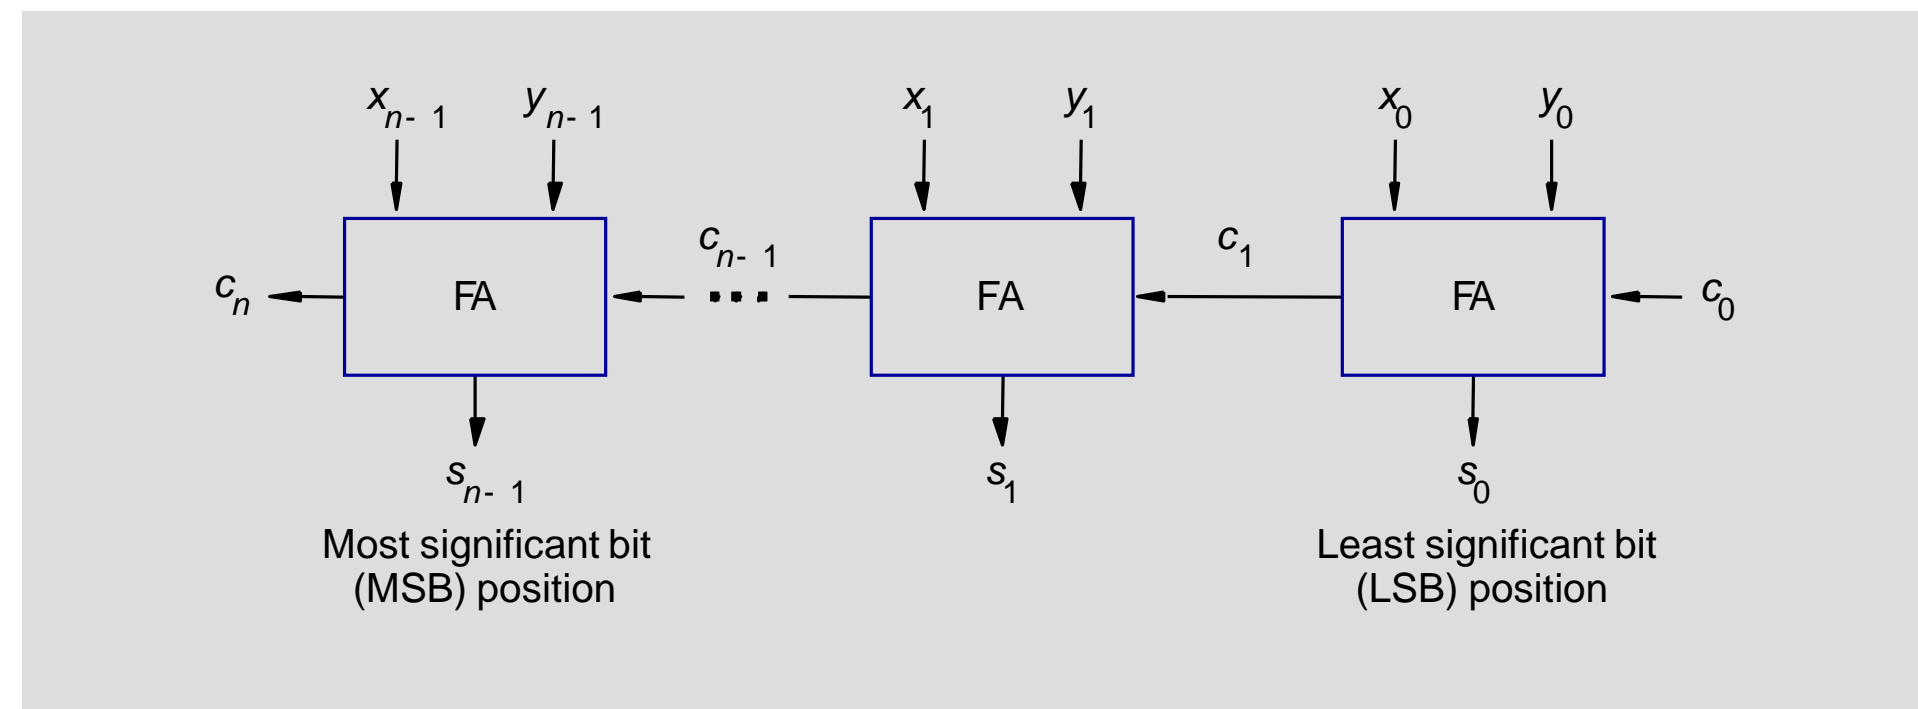 xₙ₋ ₁ yₙ₋ ₁ x₁ y₁ x₀ y₀
cₙ₋ ₁ c₁
cₙ FA ... FA FA c₀
sₙ₋ ₁ s₁ s₀
Most significant bit Least significant bit
(MSB) position (LSB) position